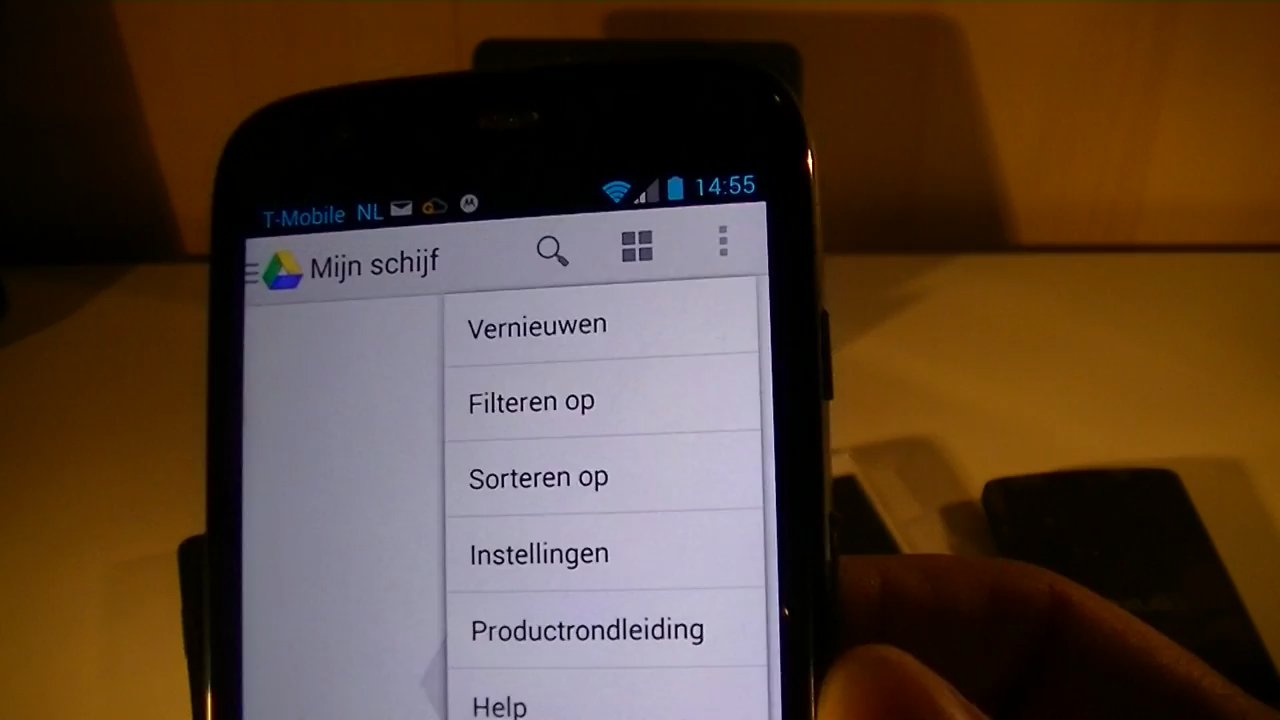 T-Mobile NL 14:55
Mijn schijf
Vernieuwen
Filteren op
Sorteren op
Instellingen
Productrondleiding
Help